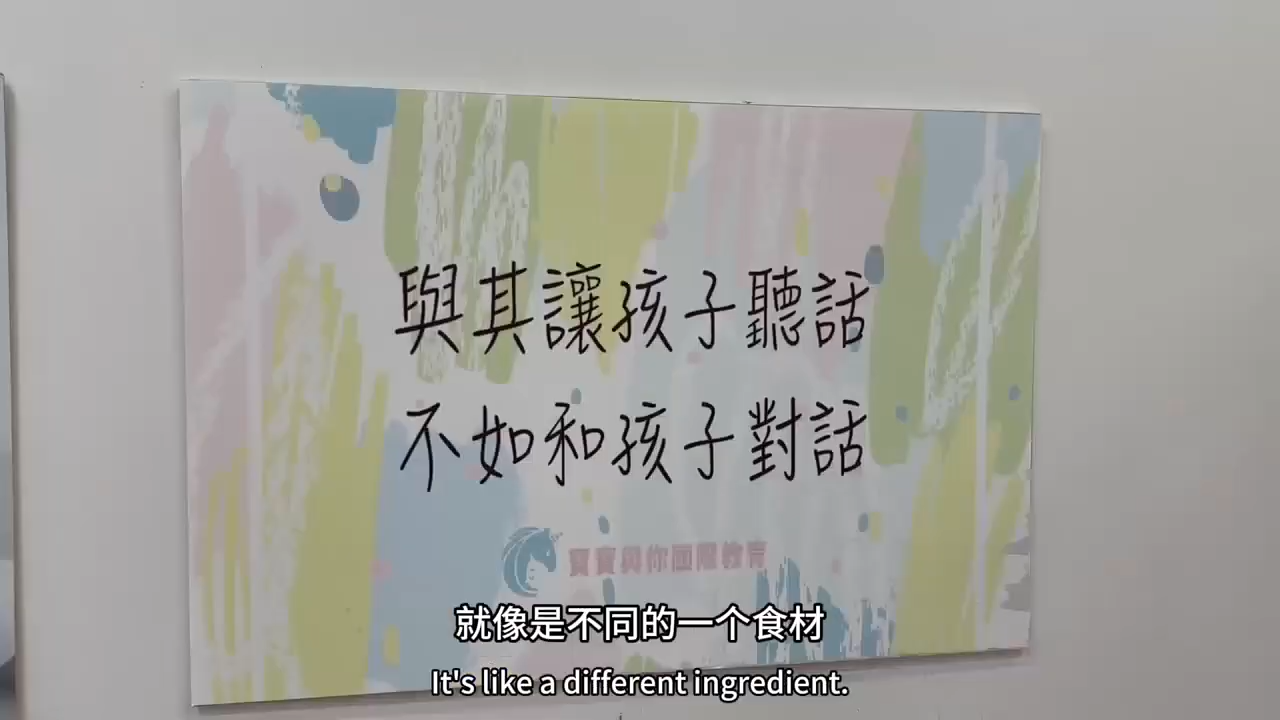 與其讓孩子聽話
不如和孩子對話
寶寶與你國際教育
就像是不同的一个食材
It's like a different ingredient.